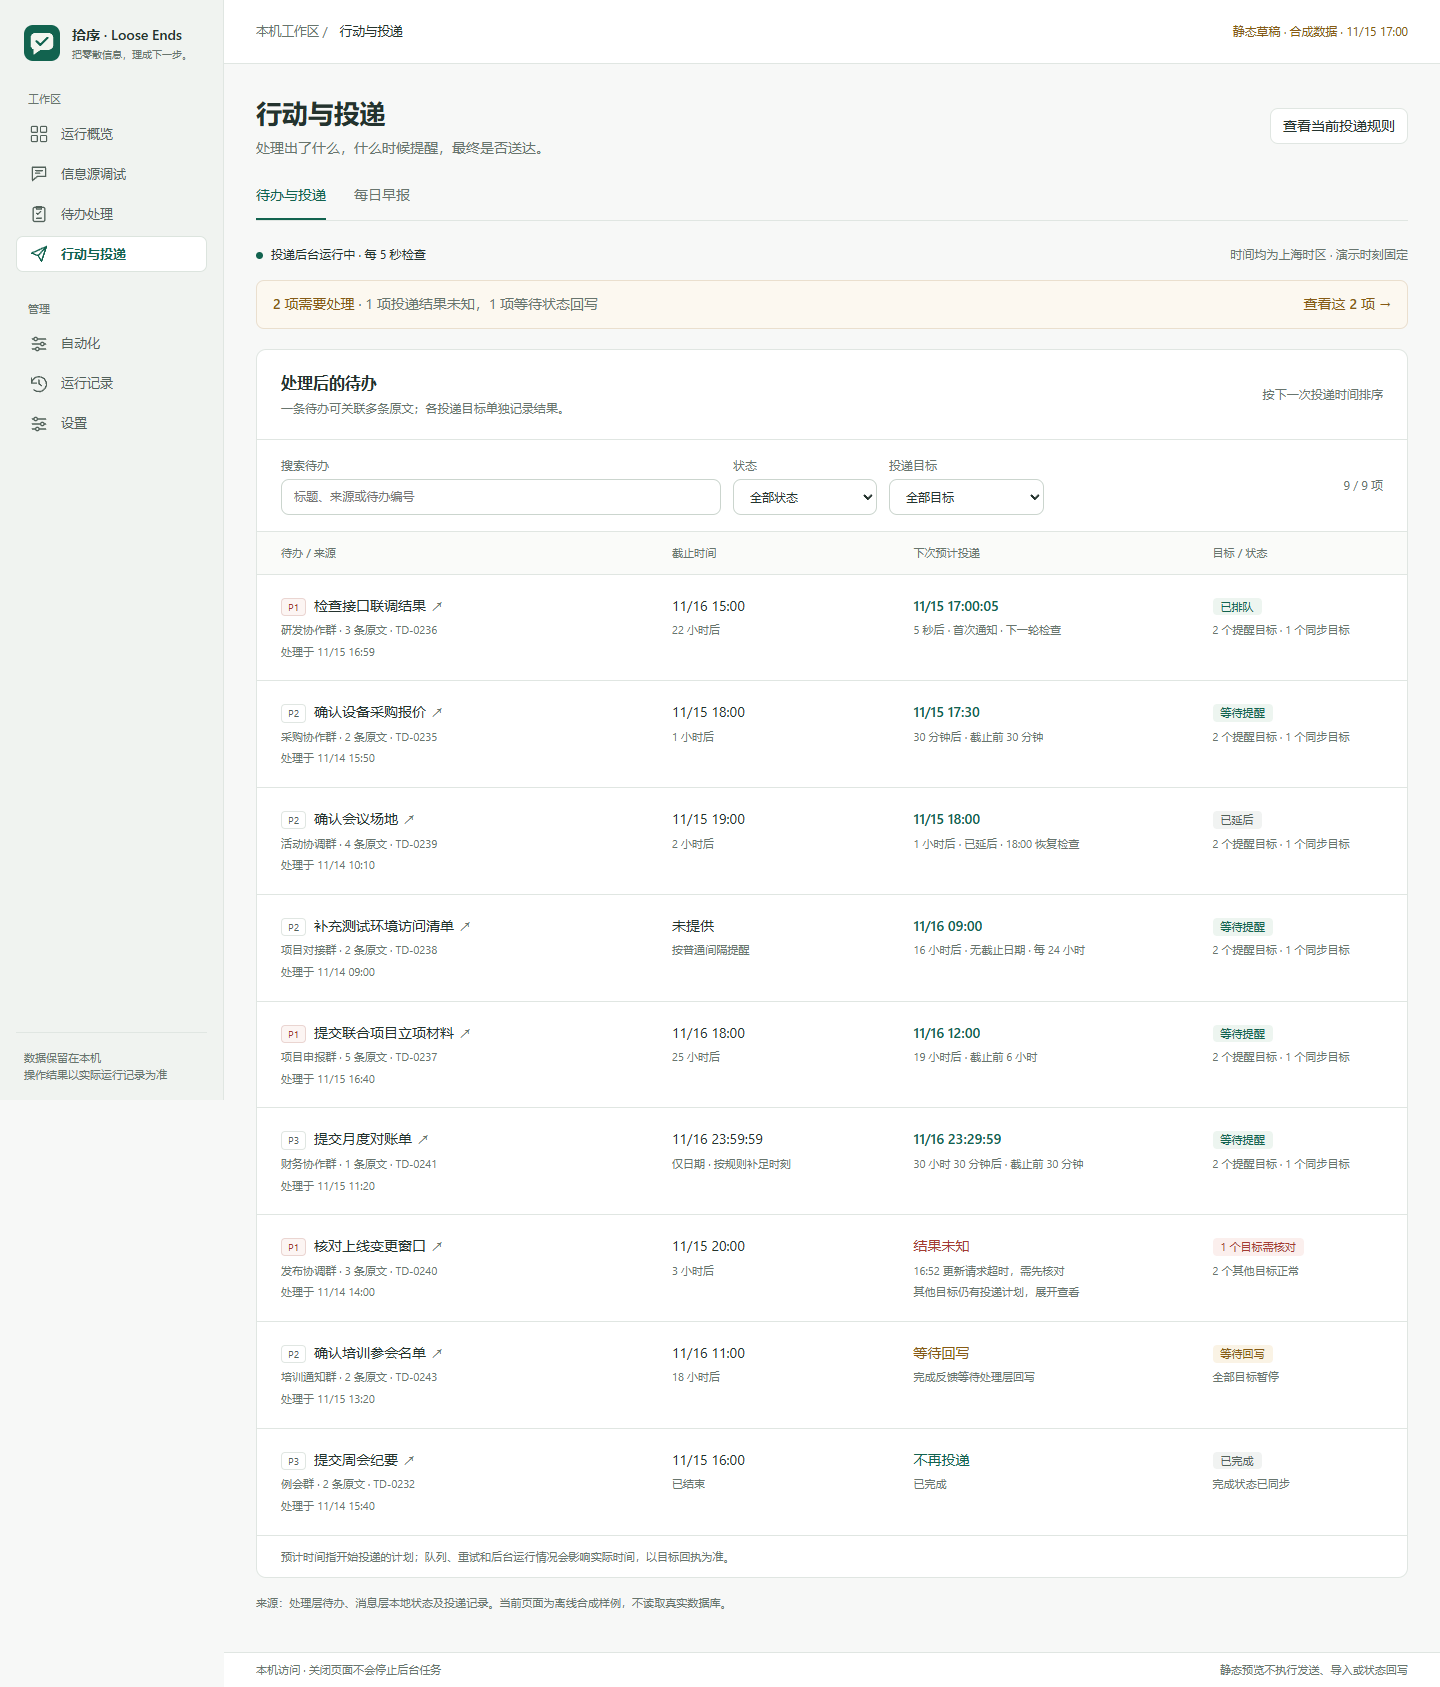 拾序 · Loose Ends
把零散信息，理成下一步。
工作区
运行概览
信息源调试
待办处理
行动与投递
管理
自动化
运行记录
设置
数据保留在本机
操作结果以实际运行记录为准
本机工作区 / 行动与投递
静态草稿 · 合成数据 · 11/15 17:00
行动与投递
处理出了什么，什么时候提醒，最终是否送达。
查看当前投递规则
待办与投递 每日早报
投递后台运行中 · 每 5 秒检查
时间均为上海时区 · 演示时刻固定
2 项需要处理 · 1 项投递结果未知，1 项等待状态回写
查看这 2 项 →
处理后的待办
一条待办可关联多条原文；各投递目标单独记录结果。
按下一次投递时间排序
搜索待办 状态 投递目标
标题、来源或待办编号 全部状态 全部目标
9 / 9 项
待办 / 来源 截止时间 下次预计投递 目标 / 状态
P1 检查接口联调结果 ↗ 11/16 15:00 11/15 17:00:05 已排队
研发协作群 · 3 条原文 · TD-0236 22 小时后 5 秒后 · 首次通知 · 下一轮检查 2 个提醒目标 · 1 个同步目标
处理于 11/15 16:59
P2 确认设备采购报价 ↗ 11/15 18:00 11/15 17:30 等待提醒
采购协作群 · 2 条原文 · TD-0235 1 小时后 30 分钟后 · 截止前 30 分钟 2 个提醒目标 · 1 个同步目标
处理于 11/14 15:50
P2 确认会议场地 ↗ 11/15 19:00 11/15 18:00 已延后
活动协调群 · 4 条原文 · TD-0239 2 小时后 1 小时后 · 已延后 · 18:00 恢复检查 2 个提醒目标 · 1 个同步目标
处理于 11/14 10:10
P2 补充测试环境访问清单 ↗ 未提供 11/16 09:00 等待提醒
项目对接群 · 2 条原文 · TD-0238 按普通间隔提醒 16 小时后 · 无截止日期 · 每 24 小时 2 个提醒目标 · 1 个同步目标
处理于 11/14 09:00
P1 提交联合项目立项材料 ↗ 11/16 18:00 11/16 12:00 等待提醒
项目申报群 · 5 条原文 · TD-0237 25 小时后 19 小时后 · 截止前 6 小时 2 个提醒目标 · 1 个同步目标
处理于 11/15 16:40
P3 提交月度对账单 ↗ 11/16 23:59:59 11/16 23:29:59 等待提醒
财务协作群 · 1 条原文 · TD-0241 仅日期 · 按规则补足时刻 30 小时 30 分钟后 · 截止前 30 分钟 2 个提醒目标 · 1 个同步目标
处理于 11/15 11:20
P1 核对上线变更窗口 ↗ 11/15 20:00 结果未知 1 个目标需核对
发布协调群 · 3 条原文 · TD-0240 3 小时后 16:52 更新请求超时，需先核对 2 个其他目标正常
处理于 11/14 14:00 其他目标仍有投递计划，展开查看
P2 确认培训参会名单 ↗ 11/16 11:00 等待回写 等待回写
培训通知群 · 2 条原文 · TD-0243 18 小时后 完成反馈等待处理层回写 全部目标暂停
处理于 11/15 13:20
P3 提交周会纪要 ↗ 11/15 16:00 不再投递 已完成
例会群 · 2 条原文 · TD-0232 已结束 已完成 完成状态已同步
处理于 11/14 15:40
预计时间指开始投递的计划；队列、重试和后台运行情况会影响实际时间，以目标回执为准。
来源：处理层待办、消息层本地状态及投递记录。当前页面为离线合成样例，不读取真实数据库。
本机访问 · 关闭页面不会停止后台任务
静态预览不执行发送、导入或状态回写